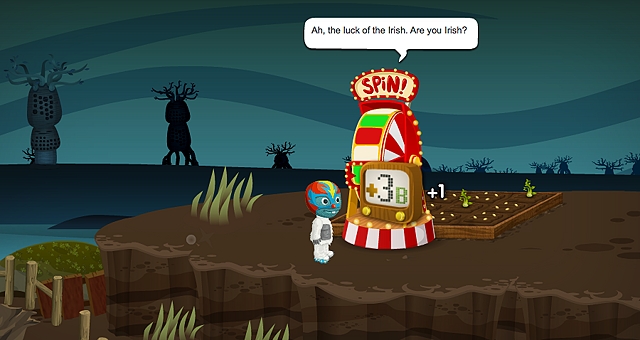 Ah, the luck of the Irish. Are you Irish?
SPiN!
+3B
+1